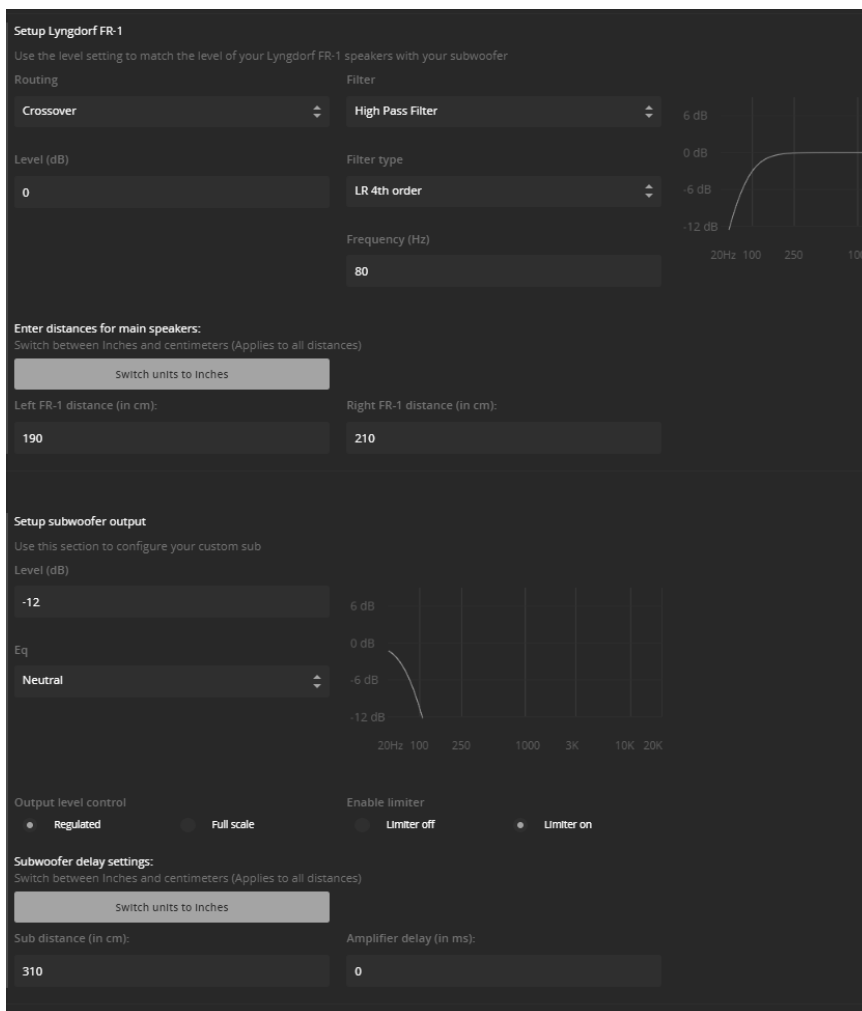 Setup Lyngdorf FR-1
Use the level setting to match the level of your Lyngdorf FR-1 speakers with your subwoofer
Routing
Filter
Crossover
High Pass Filter
6 dB
0 dB
-6 dB
-12 dB
20Hz 100 250 100
Level (dB)
Filter type
0
LR 4th order
Frequency (Hz)
80
Enter distances for main speakers:
Switch between Inches and centimeters (Applies to all distances)
Switch units to Inches
Left FR-1 distance (in cm):
Right FR-1 distance (in cm):
190
210
Setup subwoofer output
Use this section to configure your custom sub
Level (dB)
-12
6 dB
0 dB
-6 dB
-12 dB
20Hz 100 250 1000 3K 10K 20K
Eq
Neutral
Output level control
Enable limiter
Regulated
Full scale
Limiter off
Limiter on
Subwoofer delay settings:
Switch between Inches and centimeters (Applies to all distances)
Switch units to Inches
Sub distance (in cm):
Amplifier delay (in ms):
310
0